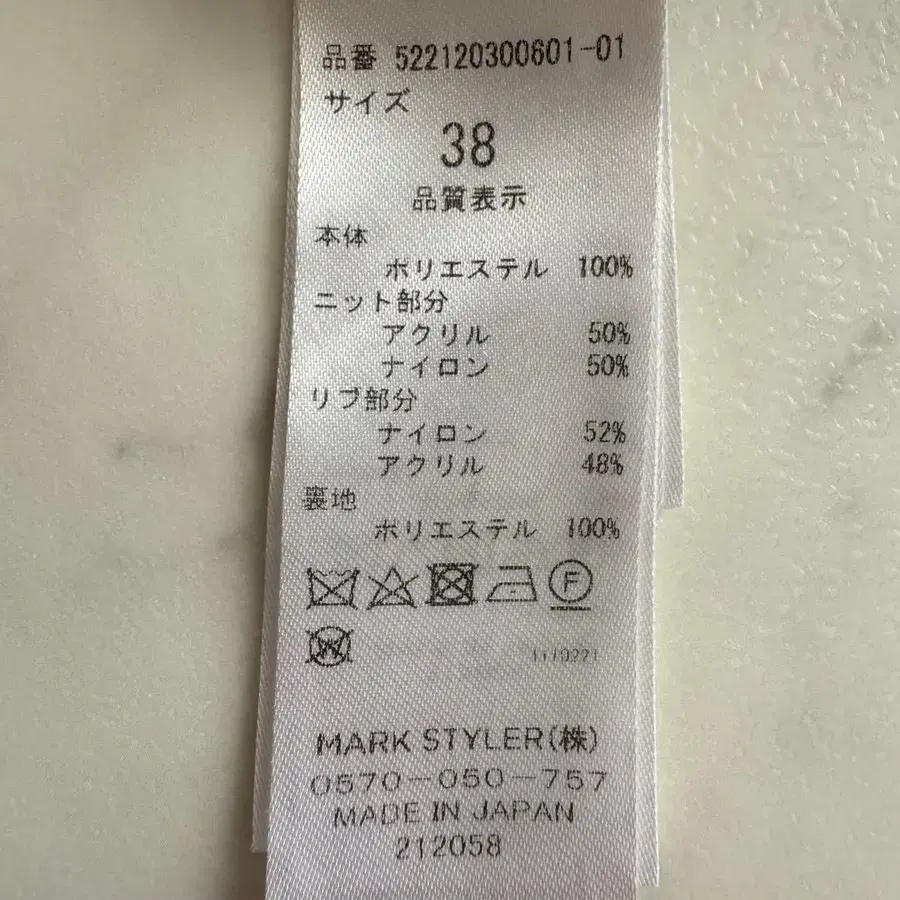 品番 522120300601-01
サイズ
38
品質表示
本体
ポリエステル 100%
ニット部分
アクリル 50%
ナイロン 50%
リブ部分
ナイロン 52%
アクリル 48%
裏地
ポリエステル 100%
F
W
MARK STYLER(株)
0570-050-757
MADE IN JAPAN
212058